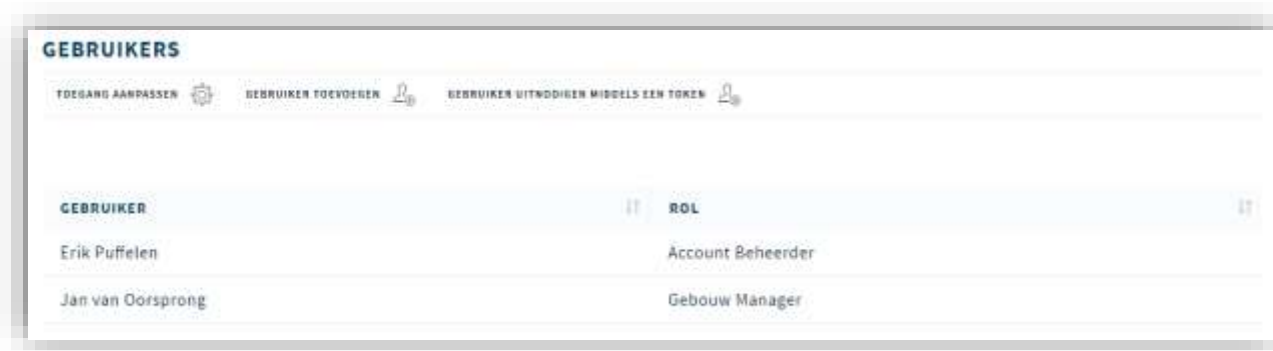 GEBRUIKERS
TOEGANG AANPASSEN GEBRUIKER TOEVOEGEN GEBRUIKER UITNODIGEN MIDDELS EEN TOKEN
GEBRUIKER ROL
Erik Puffelen Account Beheerder
Jan van Oorsprong Gebouw Manager